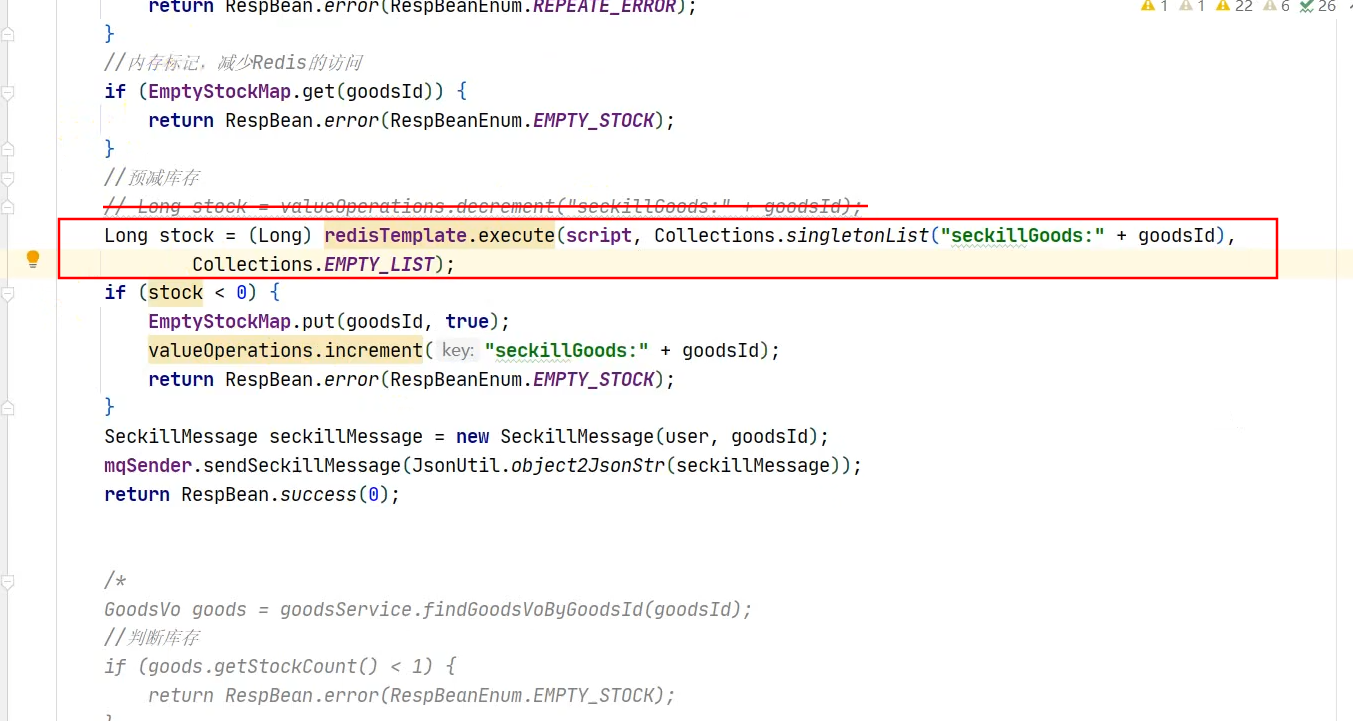 return RespBean.error(RespBeanEnum.REPEATE_ERROR);
1 1 22 6 26
}
//内存标记，减少Redis的访问
if (EmptyStockMap.get(goodsId)) {
return RespBean.error(RespBeanEnum.EMPTY_STOCK);
}
//预减库存
// Long stock = valueOperations.decrement("seckillGoods:" + goodsId);
Long stock = (Long) redisTemplate.execute(script, Collections.singletonList("seckillGoods:" + goodsId),
Collections.EMPTY_LIST);
if (stock < 0) {
EmptyStockMap.put(goodsId, true);
valueOperations.increment( key: "seckillGoods:" + goodsId);
return RespBean.error(RespBeanEnum.EMPTY_STOCK);
}
SeckillMessage seckillMessage = new SeckillMessage(user, goodsId);
mqSender.sendSeckillMessage(JsonUtil.object2JsonStr(seckillMessage));
return RespBean.success(0);
/*
GoodsVo goods = goodsService.findGoodsVoByGoodsId(goodsId);
//判断库存
if (goods.getStockCount() < 1) {
return RespBean.error(RespBeanEnum.EMPTY_STOCK);
}